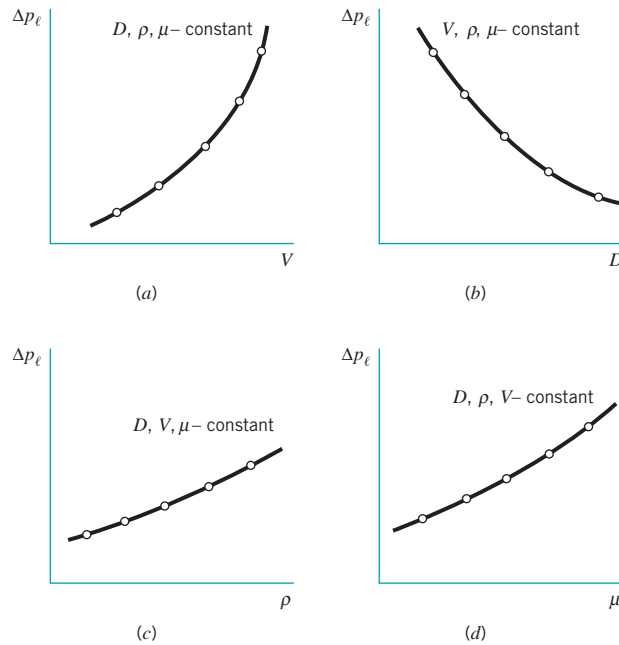 Δpℓ
D, ρ, μ – constant
V
(a)
Δpℓ
V, ρ, μ – constant
D
(b)
Δpℓ
D, V, μ – constant
ρ
(c)
Δpℓ
D, ρ, V – constant
μ
(d)